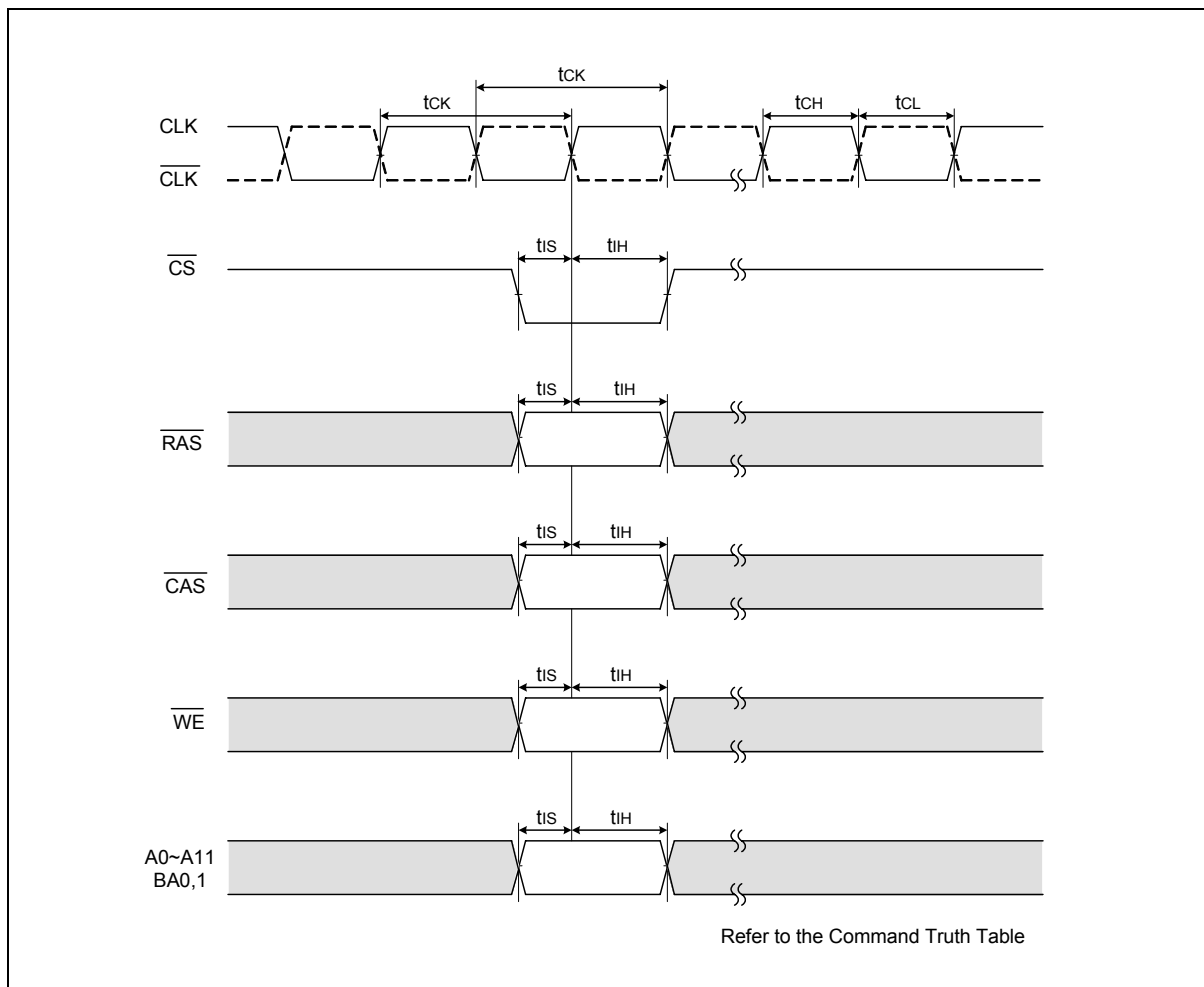 tCK
tCK
tCH
tCL
CLK
CLK
tIS
tIH
CS
tIS
tIH
RAS
tIS
tIH
CAS
tIS
tIH
WE
tIS
tIH
A0~A11
BA0,1
Refer to the Command Truth Table